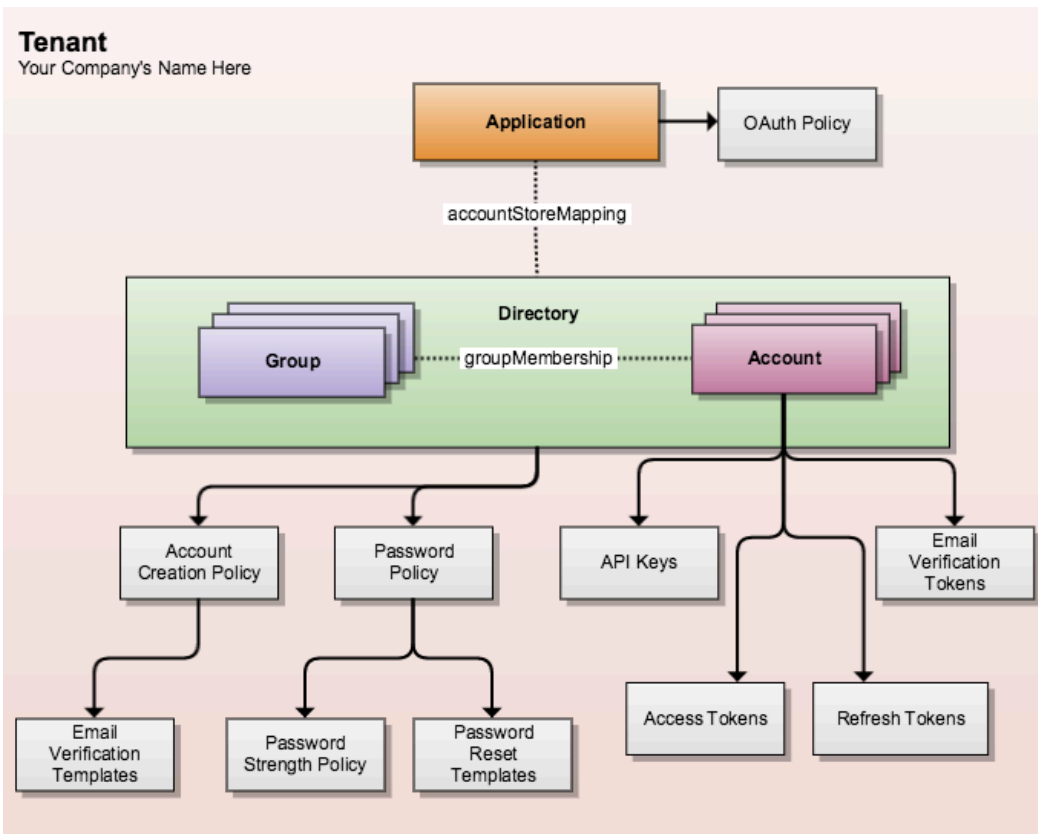 Tenant
Your Company's Name Here
Application
OAuth Policy
accountStoreMapping
Directory
Group
groupMembership
Account
Account
Creation Policy
Password
Policy
API Keys
Email
Verification
Tokens
Access Tokens
Refresh Tokens
Email
Verification
Templates
Password
Strength Policy
Password
Reset
Templates